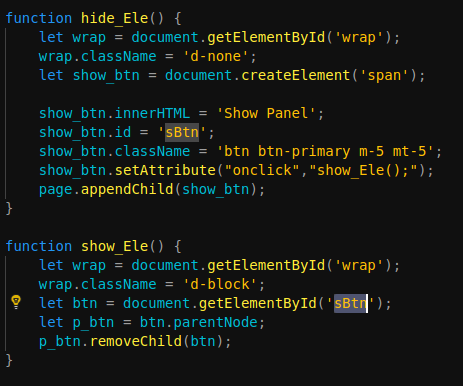 function hide_Ele() {
    let wrap = document.getElementById('wrap');
    wrap.className = 'd-none';
    let show_btn = document.createElement('span');

    show_btn.innerHTML = 'Show Panel';
    show_btn.id = 'sBtn';
    show_btn.className = 'btn btn-primary m-5 mt-5';
    show_btn.setAttribute("onclick","show_Ele();");
    page.appendChild(show_btn);
}

function show_Ele() {
    let wrap = document.getElementById('wrap');
    wrap.className = 'd-block';
    let btn = document.getElementById('sBtn');
    let p_btn = btn.parentNode;
    p_btn.removeChild(btn);
}